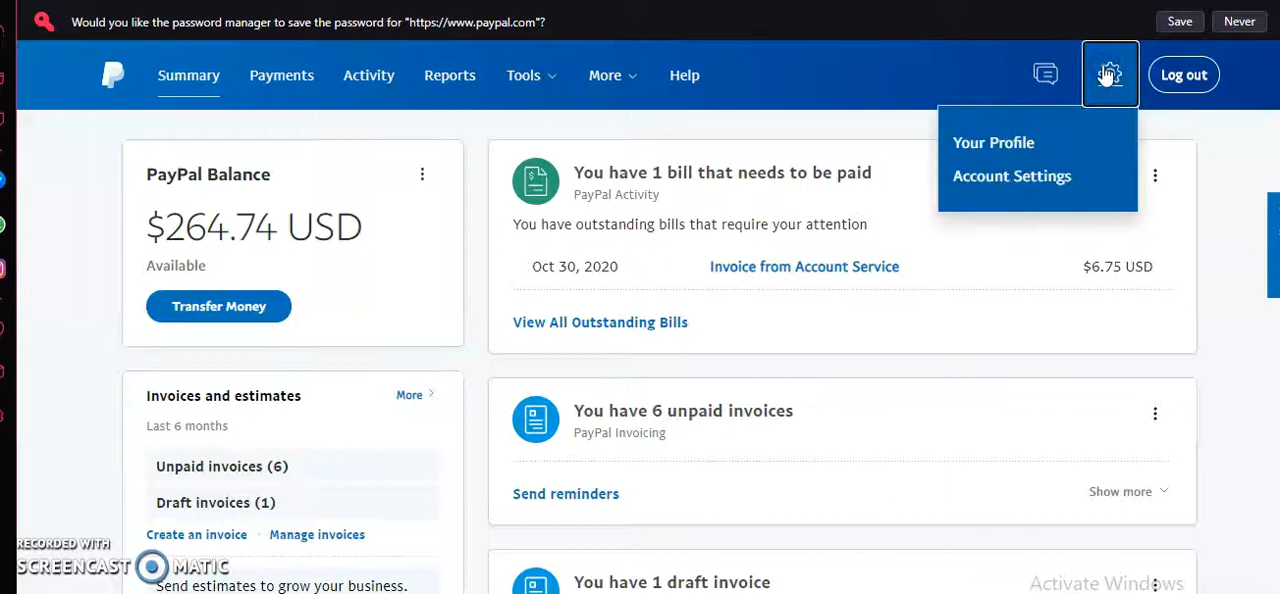 Would you like the password manager to save the password for "https://www.paypal.com"?
Save
Never
Summary
Payments
Activity
Reports
Tools
More
Help
Log out
Your Profile
Account Settings
PayPal Balance
$264.74 USD
Available
Transfer Money
You have 1 bill that needs to be paid
PayPal Activity
You have outstanding bills that require your attention
Oct 30, 2020 Invoice from Account Service $6.75 USD
View All Outstanding Bills
Invoices and estimates
More
Last 6 months
Unpaid invoices (6)
Draft invoices (1)
Create an invoice
Manage invoices
Send estimates to grow your business.
You have 6 unpaid invoices
PayPal Invoicing
Send reminders
Show more
You have 1 draft invoice
RECORDED WITH
SCREENCAST MATIC
Activate Windows